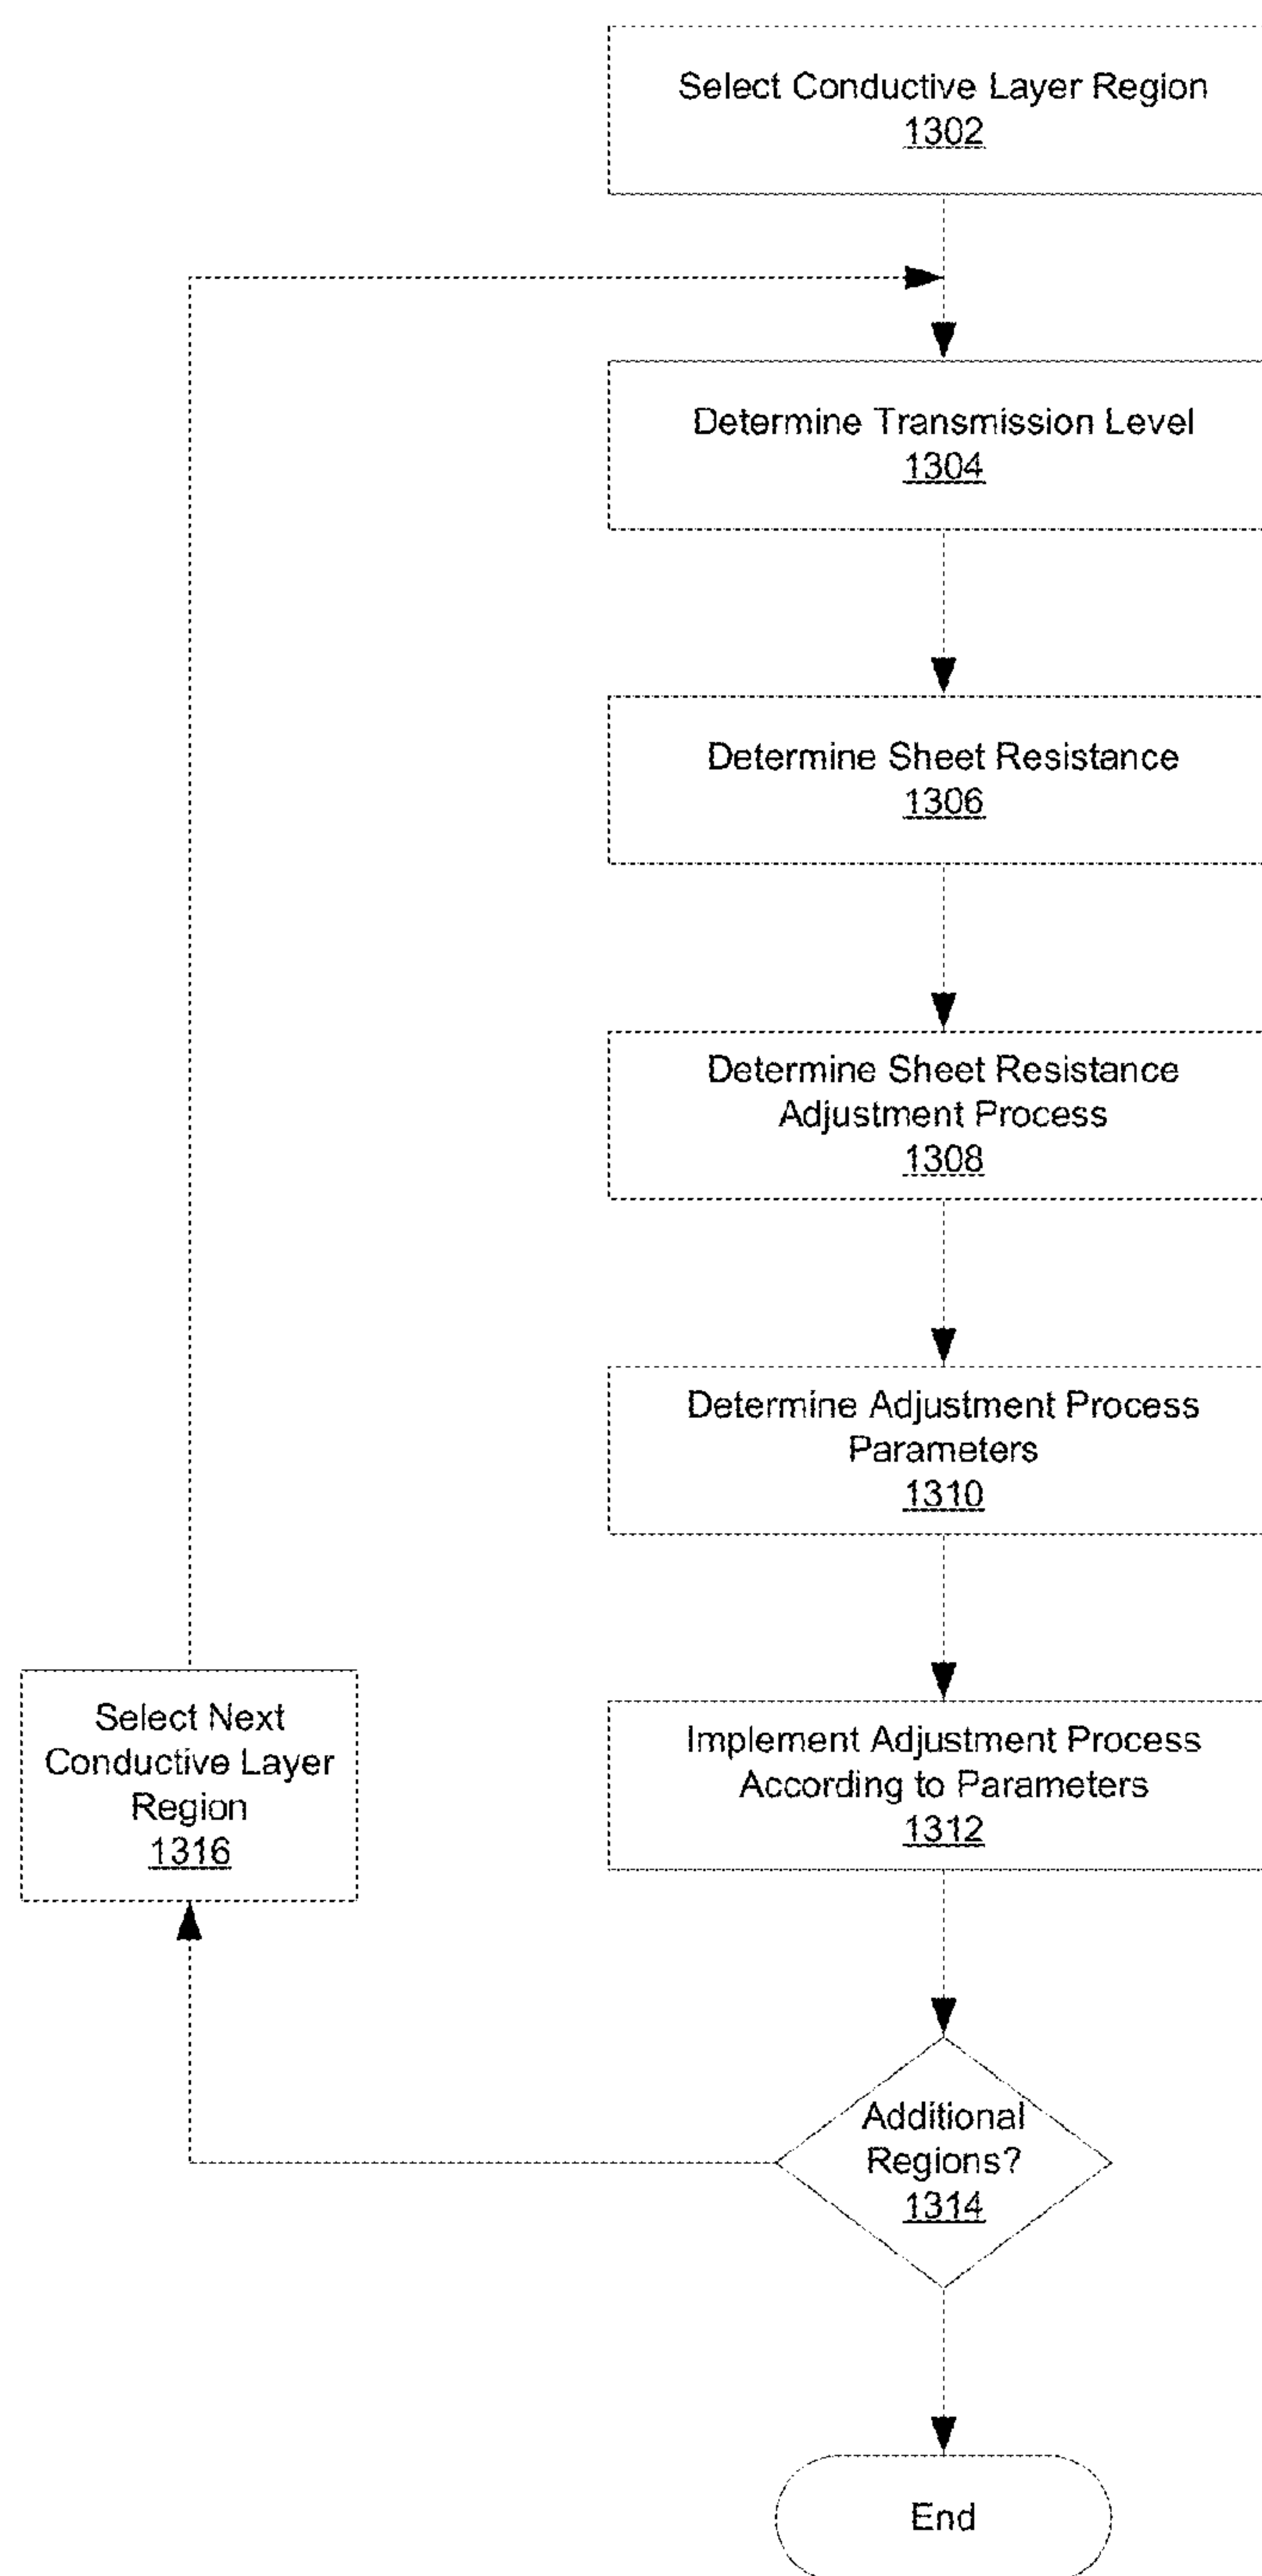 Select Conductive Layer Region
1302
Determine Transmission Level
1304
Determine Sheet Resistance
1306
Determine Sheet Resistance
Adjustment Process
1308
Determine Adjustment Process
Parameters
1310
Implement Adjustment Process
According to Parameters
1312
Select Next
Conductive Layer
Region
1316
Additional
Regions?
1314
End